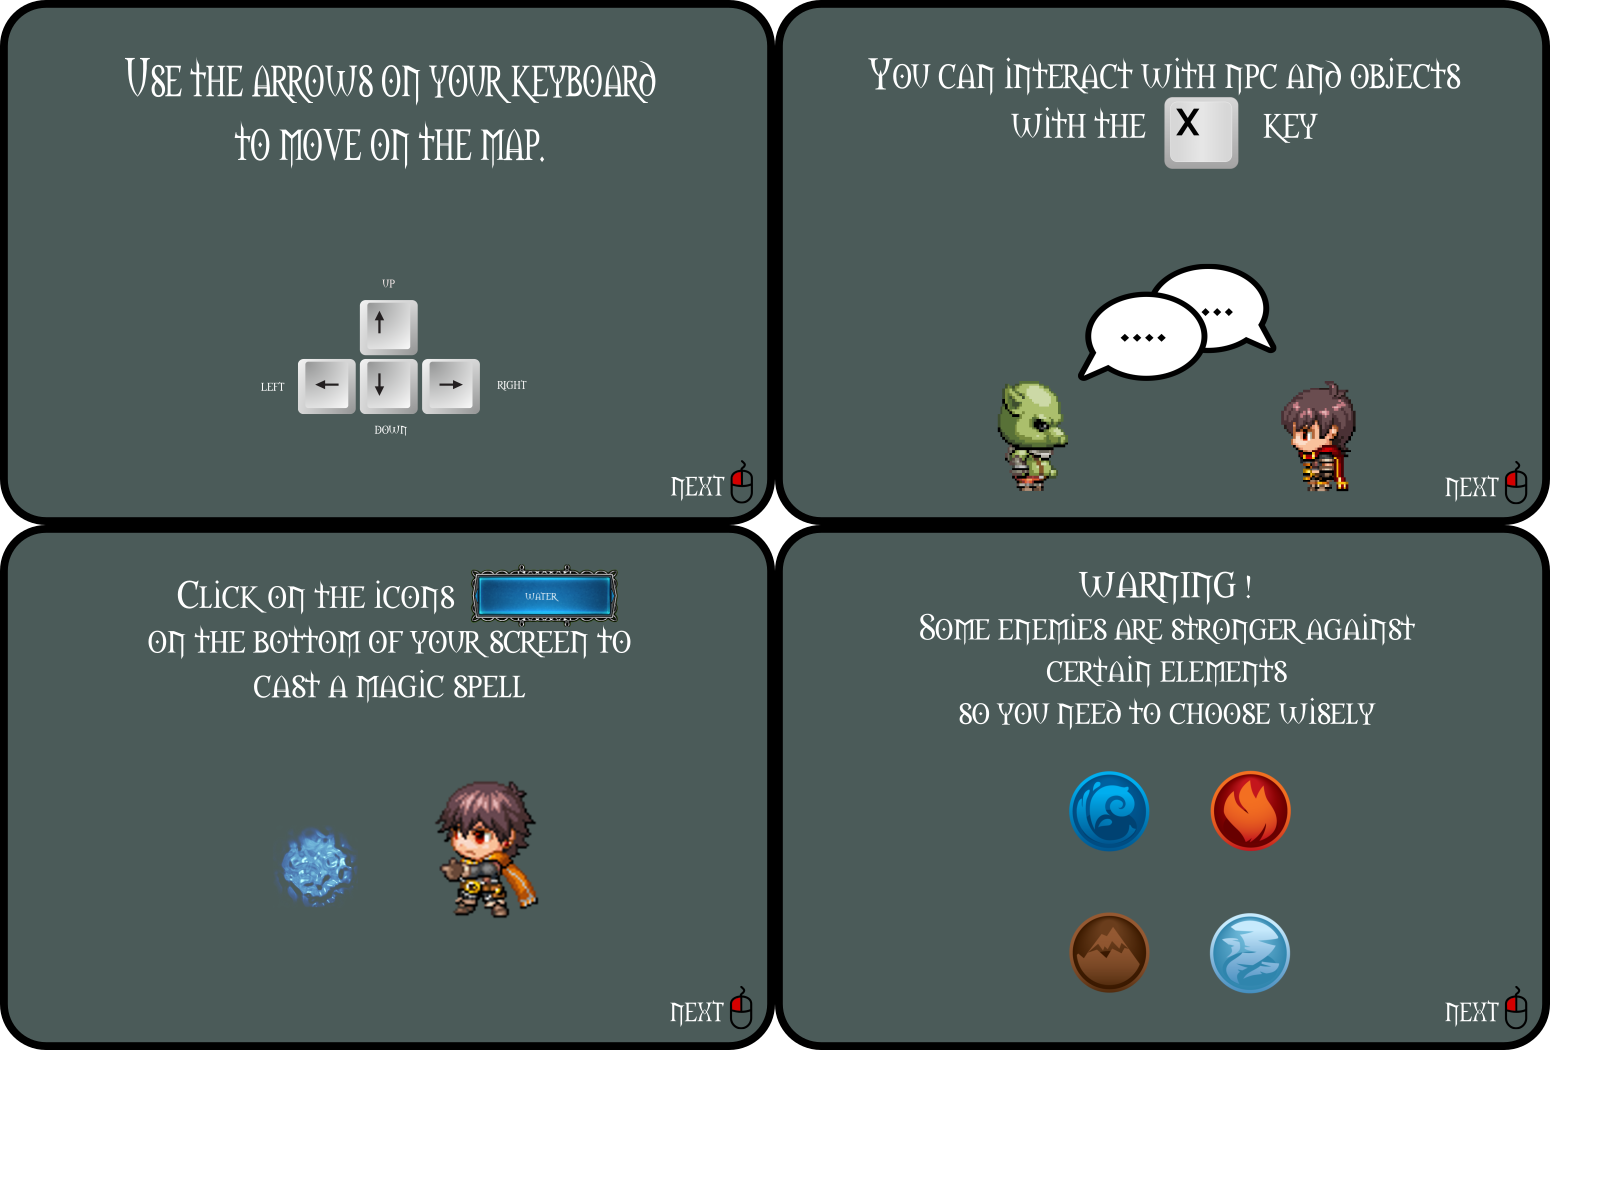 Use the arrows on your keyboard
to move on the map.
UP
LEFT
RIGHT
DOWN
NEXT
You can interact with NPC and objects
with the X key
NEXT
Click on the icons WATER
on the bottom of your screen to
cast a magic spell
NEXT
WARNING !
Some enemies are stronger against
certain elements
so you need to choose wisely
NEXT